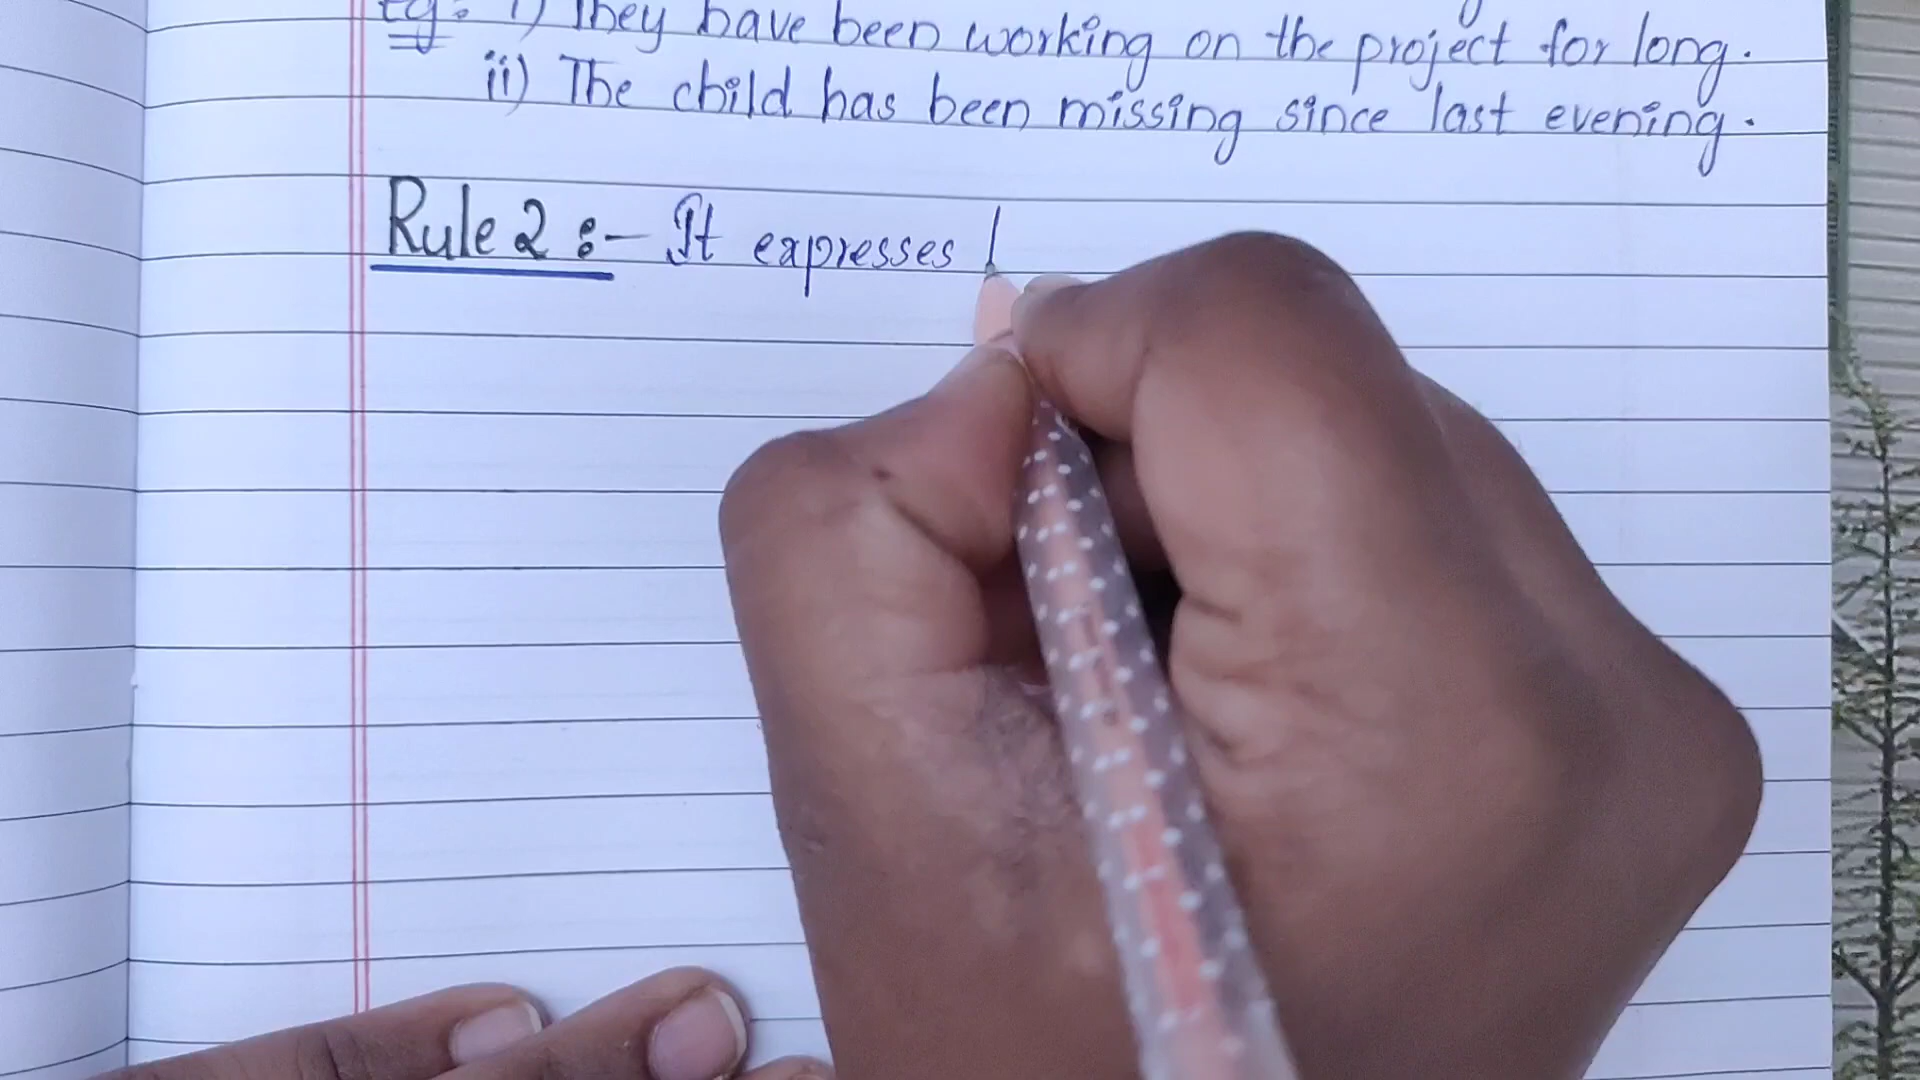 Eg: i) They have been working on the project for long.
ii) The child has been missing since last evening.
Rule 2 :- It expresses